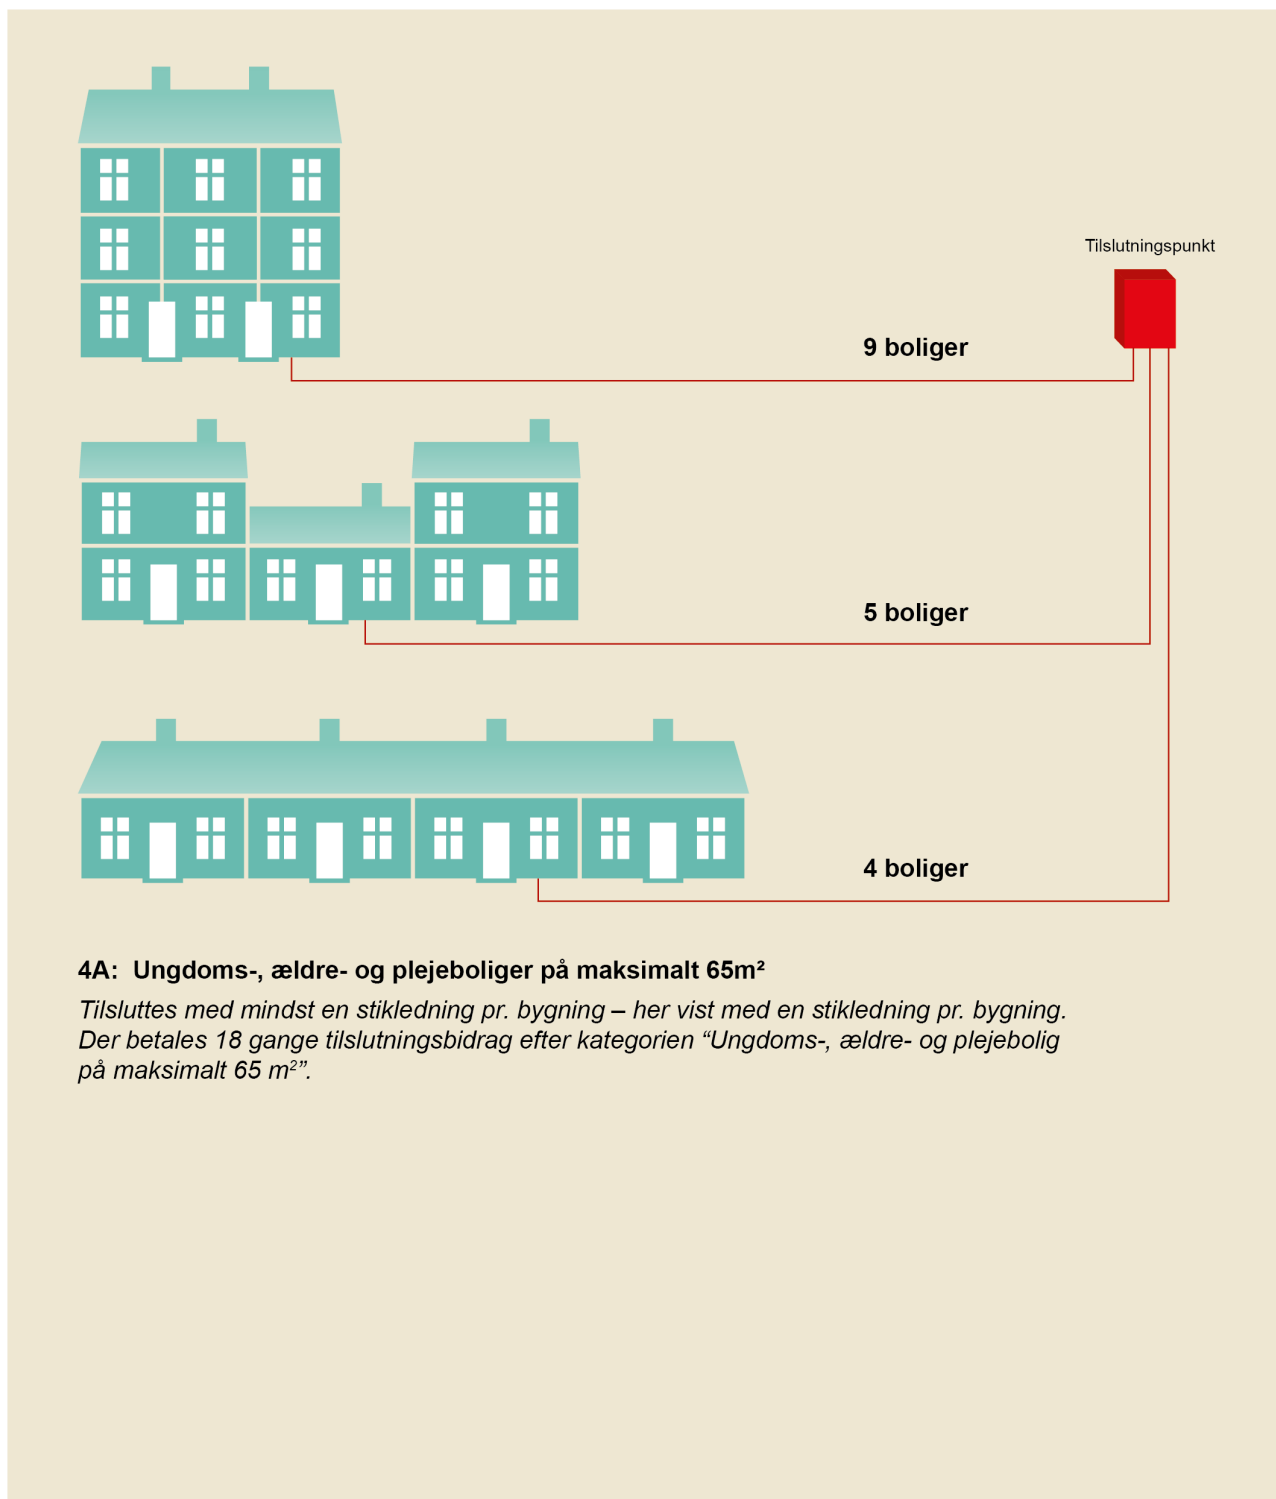 Tilslutningspunkt
9 boliger
5 boliger
4 boliger
4A: Ungdoms-, ældre- og plejeboliger på maksimalt 65m²
Tilsluttes med mindst en stikledning pr. bygning – her vist med en stikledning pr. bygning.
Der betales 18 gange tilslutningsbidrag efter kategorien “Ungdoms-, ældre- og plejebolig
på maksimalt 65 m²”.